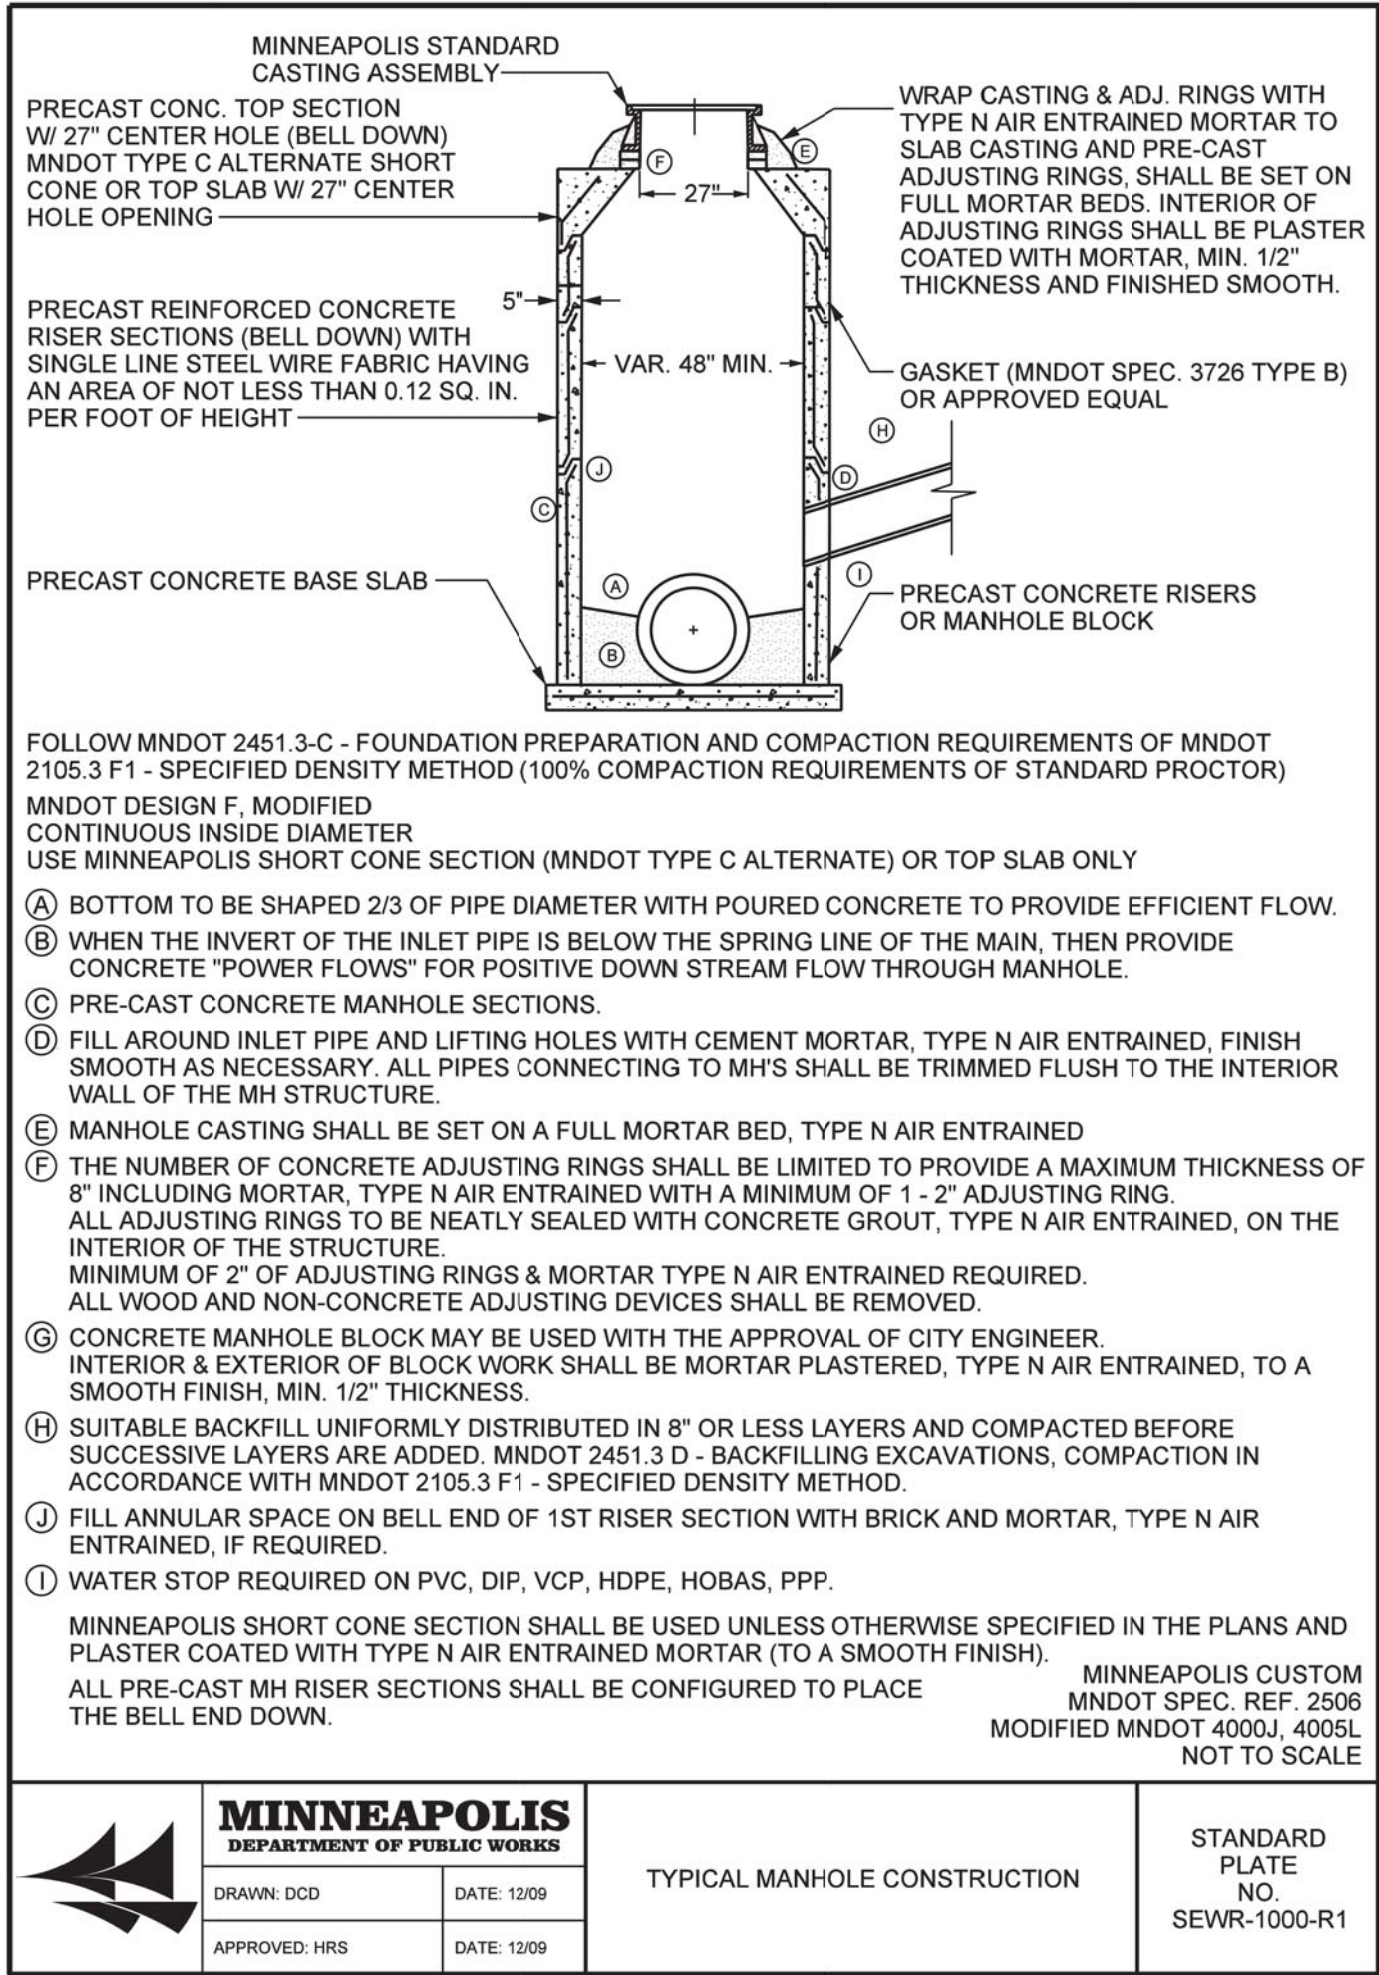 MINNEAPOLIS STANDARD
CASTING ASSEMBLY
PRECAST CONC. TOP SECTION
W/ 27" CENTER HOLE (BELL DOWN)
MNDOT TYPE C ALTERNATE SHORT
CONE OR TOP SLAB W/ 27" CENTER
HOLE OPENING
WRAP CASTING & ADJ. RINGS WITH
TYPE N AIR ENTRAINED MORTAR TO
SLAB CASTING AND PRE-CAST
ADJUSTING RINGS, SHALL BE SET ON
FULL MORTAR BEDS. INTERIOR OF
ADJUSTING RINGS SHALL BE PLASTER
COATED WITH MORTAR, MIN. 1/2"
THICKNESS AND FINISHED SMOOTH.
E
F
27"
5"
PRECAST REINFORCED CONCRETE
RISER SECTIONS (BELL DOWN) WITH
SINGLE LINE STEEL WIRE FABRIC HAVING
AN AREA OF NOT LESS THAN 0.12 SQ. IN.
PER FOOT OF HEIGHT
VAR. 48" MIN.
GASKET (MNDOT SPEC. 3726 TYPE B)
OR APPROVED EQUAL
H
J
D
C
PRECAST CONCRETE BASE SLAB
A
I
B
PRECAST CONCRETE RISERS
OR MANHOLE BLOCK
FOLLOW MNDOT 2451.3-C - FOUNDATION PREPARATION AND COMPACTION REQUIREMENTS OF MNDOT
2105.3 F1 - SPECIFIED DENSITY METHOD (100% COMPACTION REQUIREMENTS OF STANDARD PROCTOR)
MNDOT DESIGN F, MODIFIED
CONTINUOUS INSIDE DIAMETER
USE MINNEAPOLIS SHORT CONE SECTION (MNDOT TYPE C ALTERNATE) OR TOP SLAB ONLY
A BOTTOM TO BE SHAPED 2/3 OF PIPE DIAMETER WITH POURED CONCRETE TO PROVIDE EFFICIENT FLOW.
B WHEN THE INVERT OF THE INLET PIPE IS BELOW THE SPRING LINE OF THE MAIN, THEN PROVIDE
CONCRETE "POWER FLOWS" FOR POSITIVE DOWN STREAM FLOW THROUGH MANHOLE.
C PRE-CAST CONCRETE MANHOLE SECTIONS.
D FILL AROUND INLET PIPE AND LIFTING HOLES WITH CEMENT MORTAR, TYPE N AIR ENTRAINED, FINISH
SMOOTH AS NECESSARY. ALL PIPES CONNECTING TO MH'S SHALL BE TRIMMED FLUSH TO THE INTERIOR
WALL OF THE MH STRUCTURE.
E MANHOLE CASTING SHALL BE SET ON A FULL MORTAR BED, TYPE N AIR ENTRAINED
F THE NUMBER OF CONCRETE ADJUSTING RINGS SHALL BE LIMITED TO PROVIDE A MAXIMUM THICKNESS OF
8" INCLUDING MORTAR, TYPE N AIR ENTRAINED WITH A MINIMUM OF 1 - 2" ADJUSTING RING.
ALL ADJUSTING RINGS TO BE NEATLY SEALED WITH CONCRETE GROUT, TYPE N AIR ENTRAINED, ON THE
INTERIOR OF THE STRUCTURE.
MINIMUM OF 2" OF ADJUSTING RINGS & MORTAR TYPE N AIR ENTRAINED REQUIRED.
ALL WOOD AND NON-CONCRETE ADJUSTING DEVICES SHALL BE REMOVED.
G CONCRETE MANHOLE BLOCK MAY BE USED WITH THE APPROVAL OF CITY ENGINEER.
INTERIOR & EXTERIOR OF BLOCK WORK SHALL BE MORTAR PLASTERED, TYPE N AIR ENTRAINED, TO A
SMOOTH FINISH, MIN. 1/2" THICKNESS.
H SUITABLE BACKFILL UNIFORMLY DISTRIBUTED IN 8" OR LESS LAYERS AND COMPACTED BEFORE
SUCCESSIVE LAYERS ARE ADDED. MNDOT 2451.3 D - BACKFILLING EXCAVATIONS, COMPACTION IN
ACCORDANCE WITH MNDOT 2105.3 F1 - SPECIFIED DENSITY METHOD.
J FILL ANNULAR SPACE ON BELL END OF 1ST RISER SECTION WITH BRICK AND MORTAR, TYPE N AIR
ENTRAINED, IF REQUIRED.
I WATER STOP REQUIRED ON PVC, DIP, VCP, HDPE, HOBAS, PPP.
MINNEAPOLIS SHORT CONE SECTION SHALL BE USED UNLESS OTHERWISE SPECIFIED IN THE PLANS AND
PLASTER COATED WITH TYPE N AIR ENTRAINED MORTAR (TO A SMOOTH FINISH).
ALL PRE-CAST MH RISER SECTIONS SHALL BE CONFIGURED TO PLACE
THE BELL END DOWN.
MINNEAPOLIS CUSTOM
MNDOT SPEC. REF. 2506
MODIFIED MNDOT 4000J, 4005L
NOT TO SCALE
MINNEAPOLIS
DEPARTMENT OF PUBLIC WORKS
DRAWN: DCD DATE: 12/09
APPROVED: HRS DATE: 12/09
TYPICAL MANHOLE CONSTRUCTION
STANDARD
PLATE
NO.
SEWR-1000-R1